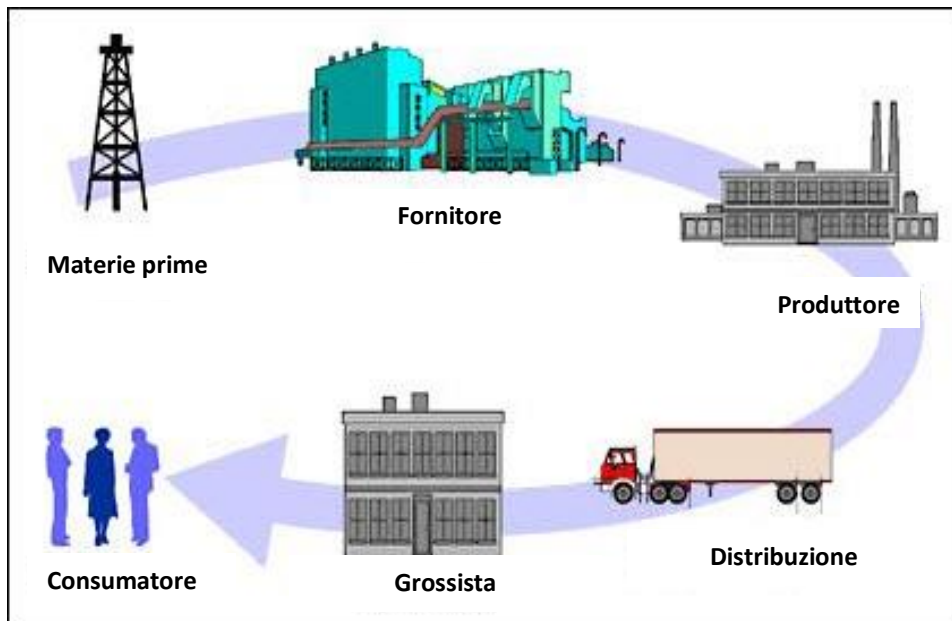 Materie prime
Fornitore
Produttore
Distribuzione
Grossista
Consumatore